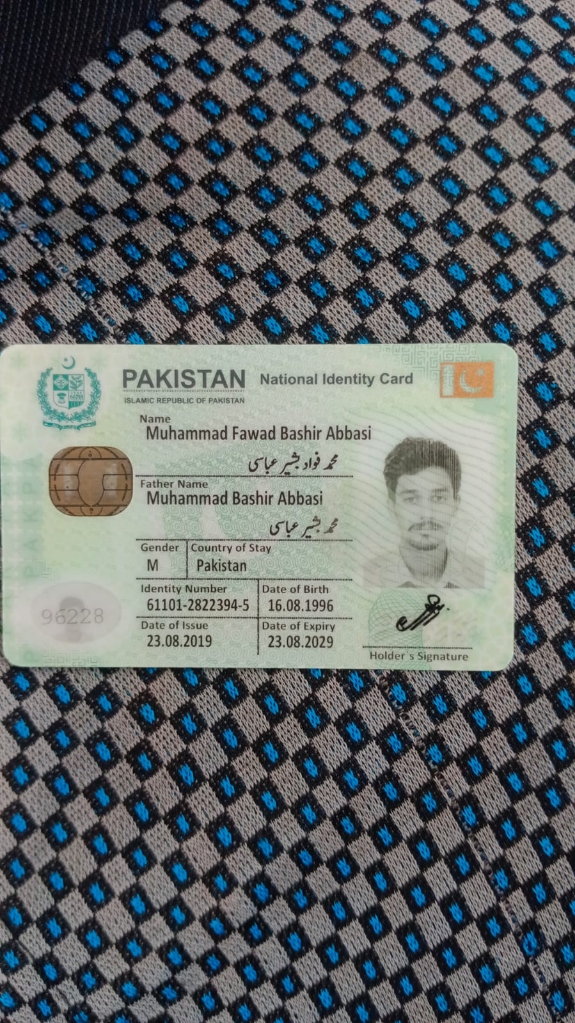 PAKISTAN National Identity Card
ISLAMIC REPUBLIC OF PAKISTAN
Name
Muhammad Fawad Bashir Abbasi
محمد فواد بشیر عباسی
Father Name
Muhammad Bashir Abbasi
محمد بشیر عباسی
Gender Country of Stay
M Pakistan
Identity Number Date of Birth
61101-2822394-5 16.08.1996
Date of Issue Date of Expiry
23.08.2019 23.08.2029
96228
Holder's Signature